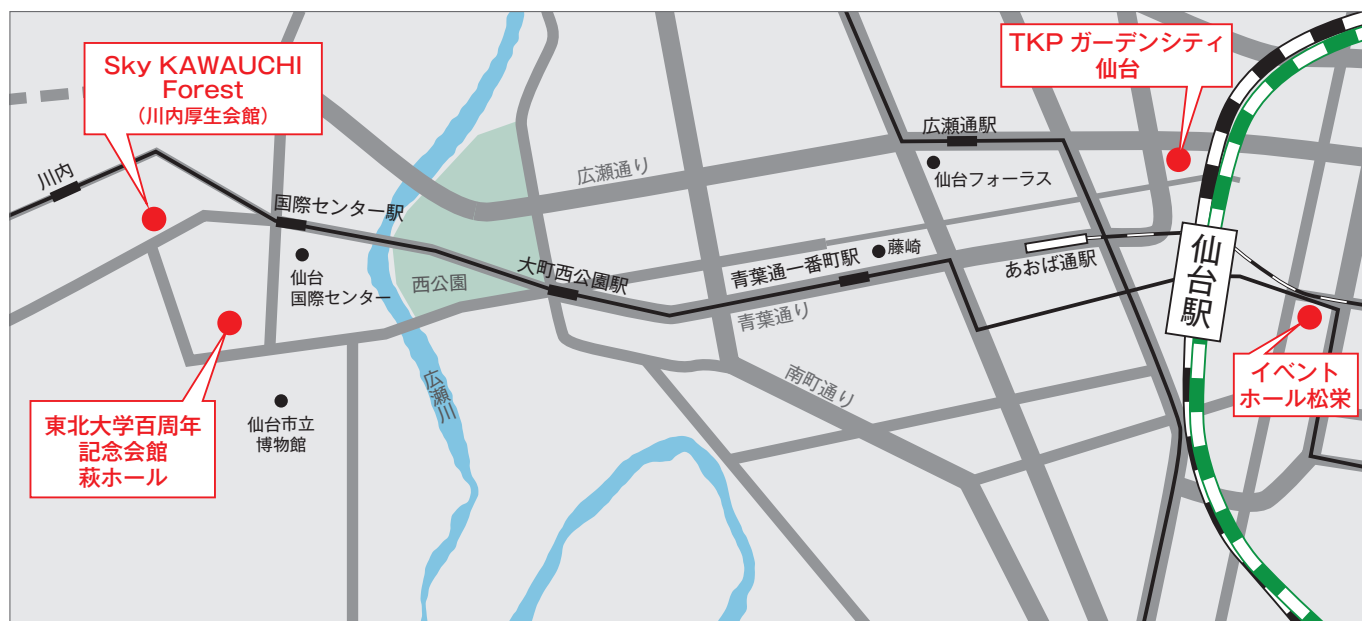 Sky KAWAUCHI
Forest
(川内厚生会館)
TKP ガーデンシティ
仙台
川内
国際センター駅
仙台
国際センター
西公園
大町西公園駅
広瀬通り
広瀬通駅
仙台フォーラス
青葉通一番町駅
藤崎
あおば通駅
青葉通り
南町通り
仙台駅
イベント
ホール松栄
広瀬川
仙台市立
博物館
東北大学百周年
記念会館
萩ホール